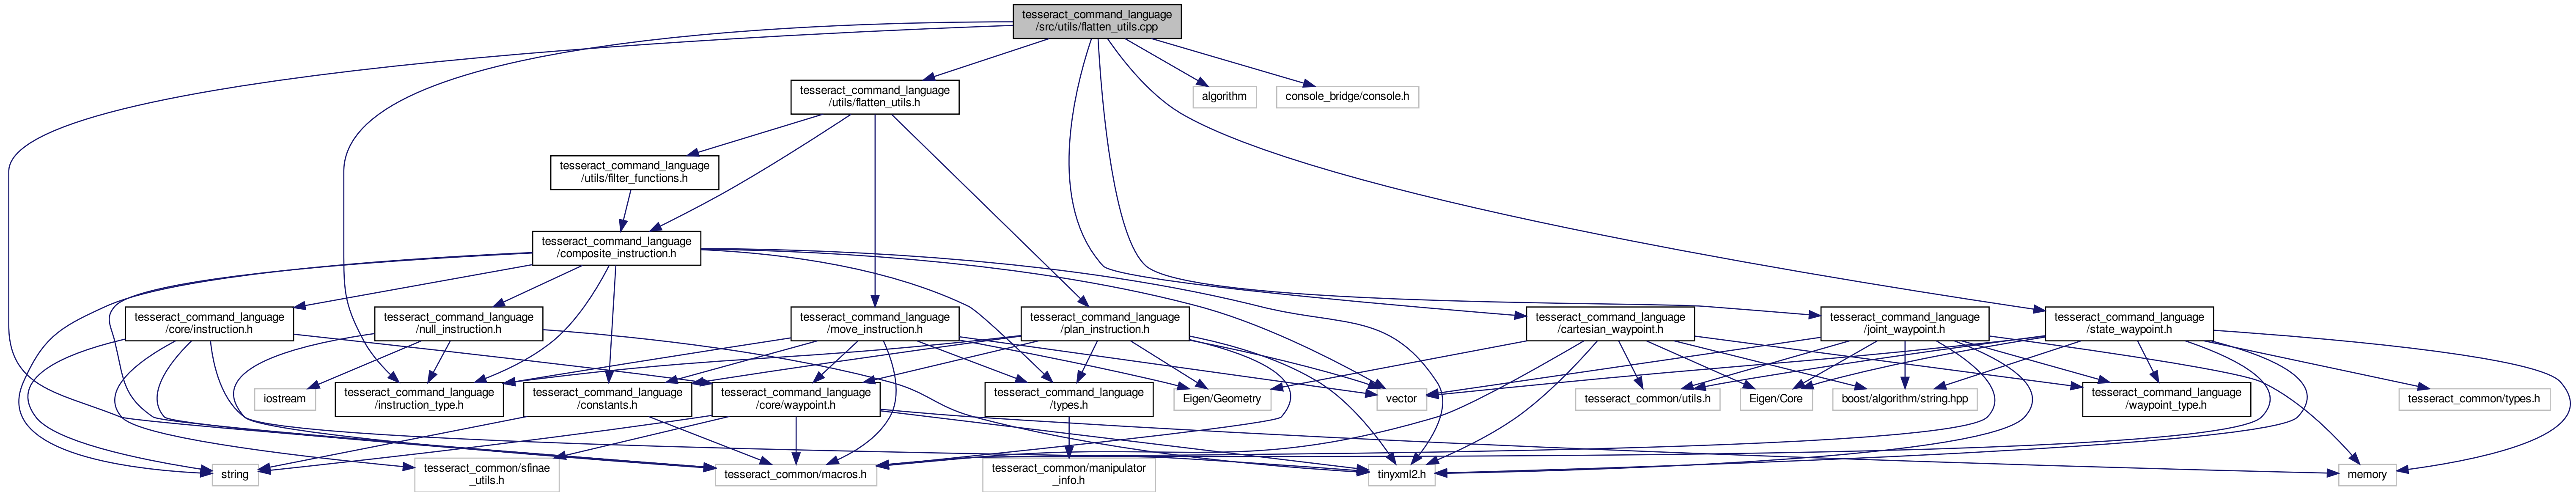 tesseract_command_language
/src/utils/flatten_utils.cpp
tesseract_command_language
/utils/flatten_utils.h
algorithm
console_bridge/console.h
tesseract_command_language
/utils/filter_functions.h
tesseract_command_language
/composite_instruction.h
tesseract_command_language
/core/instruction.h
tesseract_command_language
/null_instruction.h
tesseract_command_language
/move_instruction.h
tesseract_command_language
/plan_instruction.h
tesseract_command_language
/cartesian_waypoint.h
tesseract_command_language
/joint_waypoint.h
tesseract_command_language
/state_waypoint.h
iostream
tesseract_command_language
/instruction_type.h
tesseract_command_language
/constants.h
tesseract_command_language
/core/waypoint.h
tesseract_command_language
/types.h
Eigen/Geometry
vector
tesseract_common/utils.h
Eigen/Core
boost/algorithm/string.hpp
tesseract_command_language
/waypoint_type.h
tesseract_common/types.h
string
tesseract_common/sfinae
_utils.h
tesseract_common/macros.h
tesseract_common/manipulator
_info.h
tinyxml2.h
memory